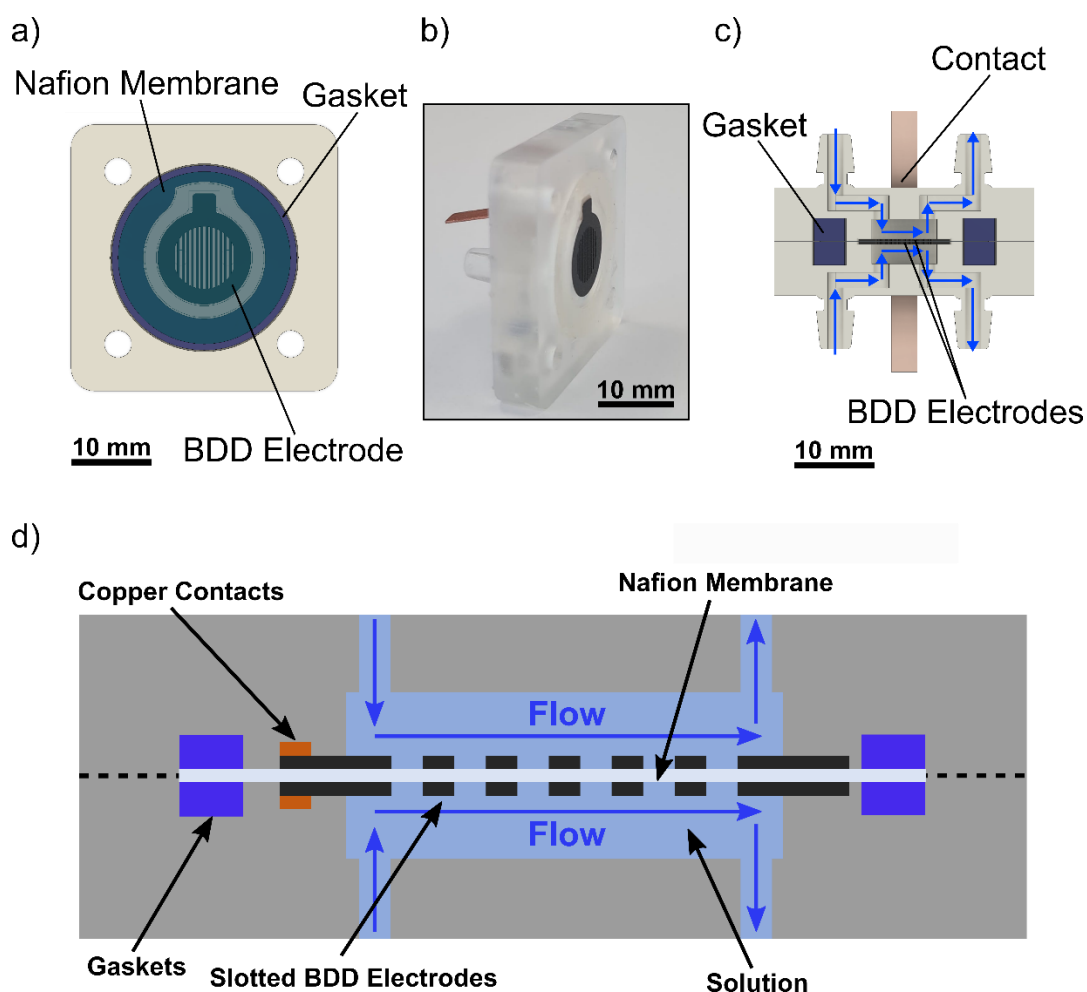 a)
Nafion Membrane
Gasket
BDD Electrode
10 mm
b)
10 mm
c)
Contact
Gasket
BDD Electrodes
10 mm
d)
Nafion Membrane
Copper Contacts
Flow
Flow
Gaskets
Slotted BDD Electrodes
Solution